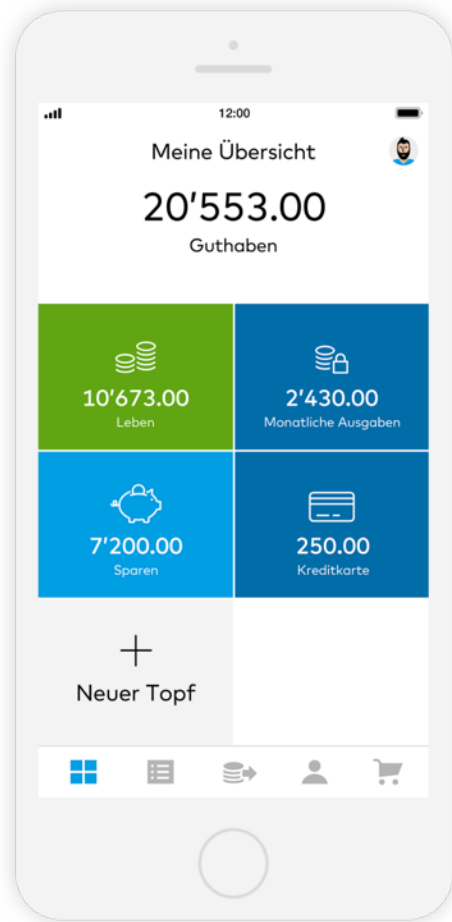 12:00
Meine Übersicht
20'553.00
Guthaben
10'673.00
Leben
2'430.00
Monatliche Ausgaben
7'200.00
Sparen
250.00
Kreditkarte
Neuer Topf